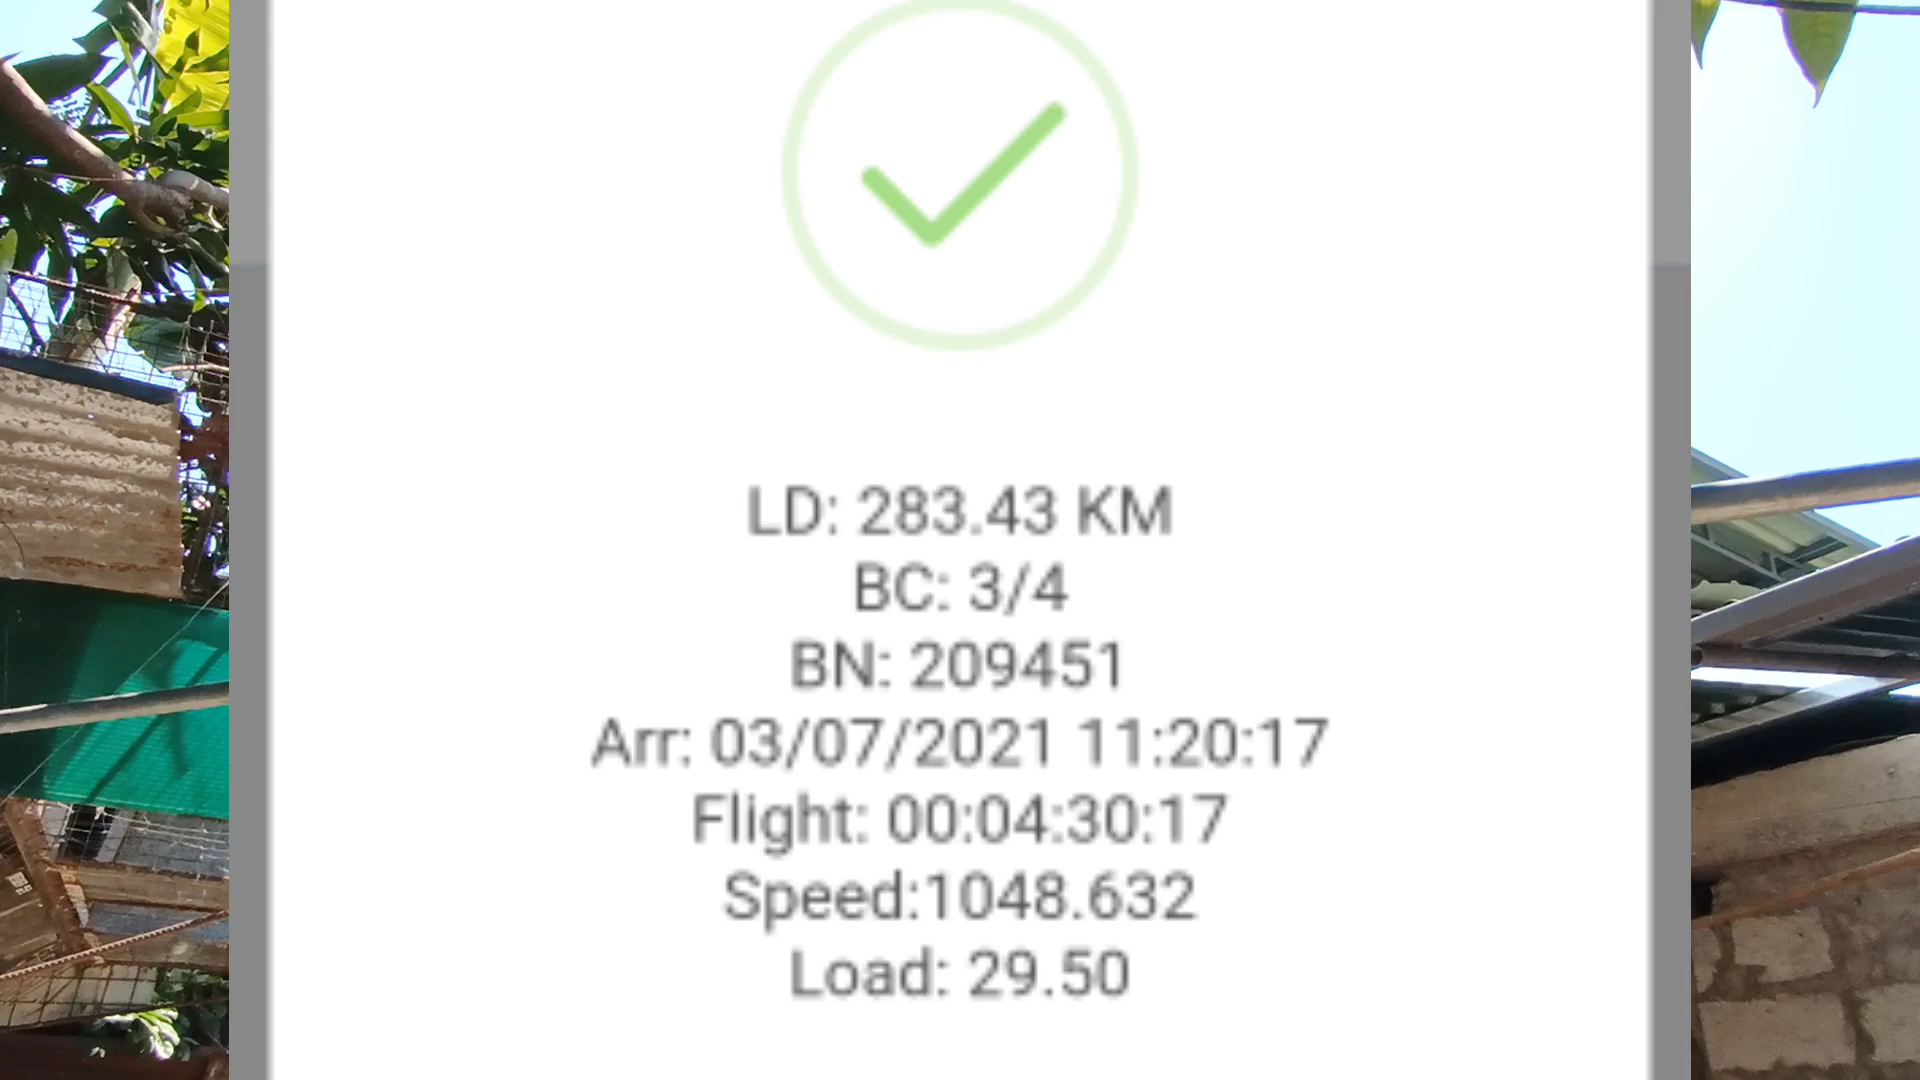 LD: 283.43 KM
BC: 3/4
BN: 209451
Arr: 03/07/2021 11:20:17
Flight: 00:04:30:17
Speed:1048.632
Load: 29.50